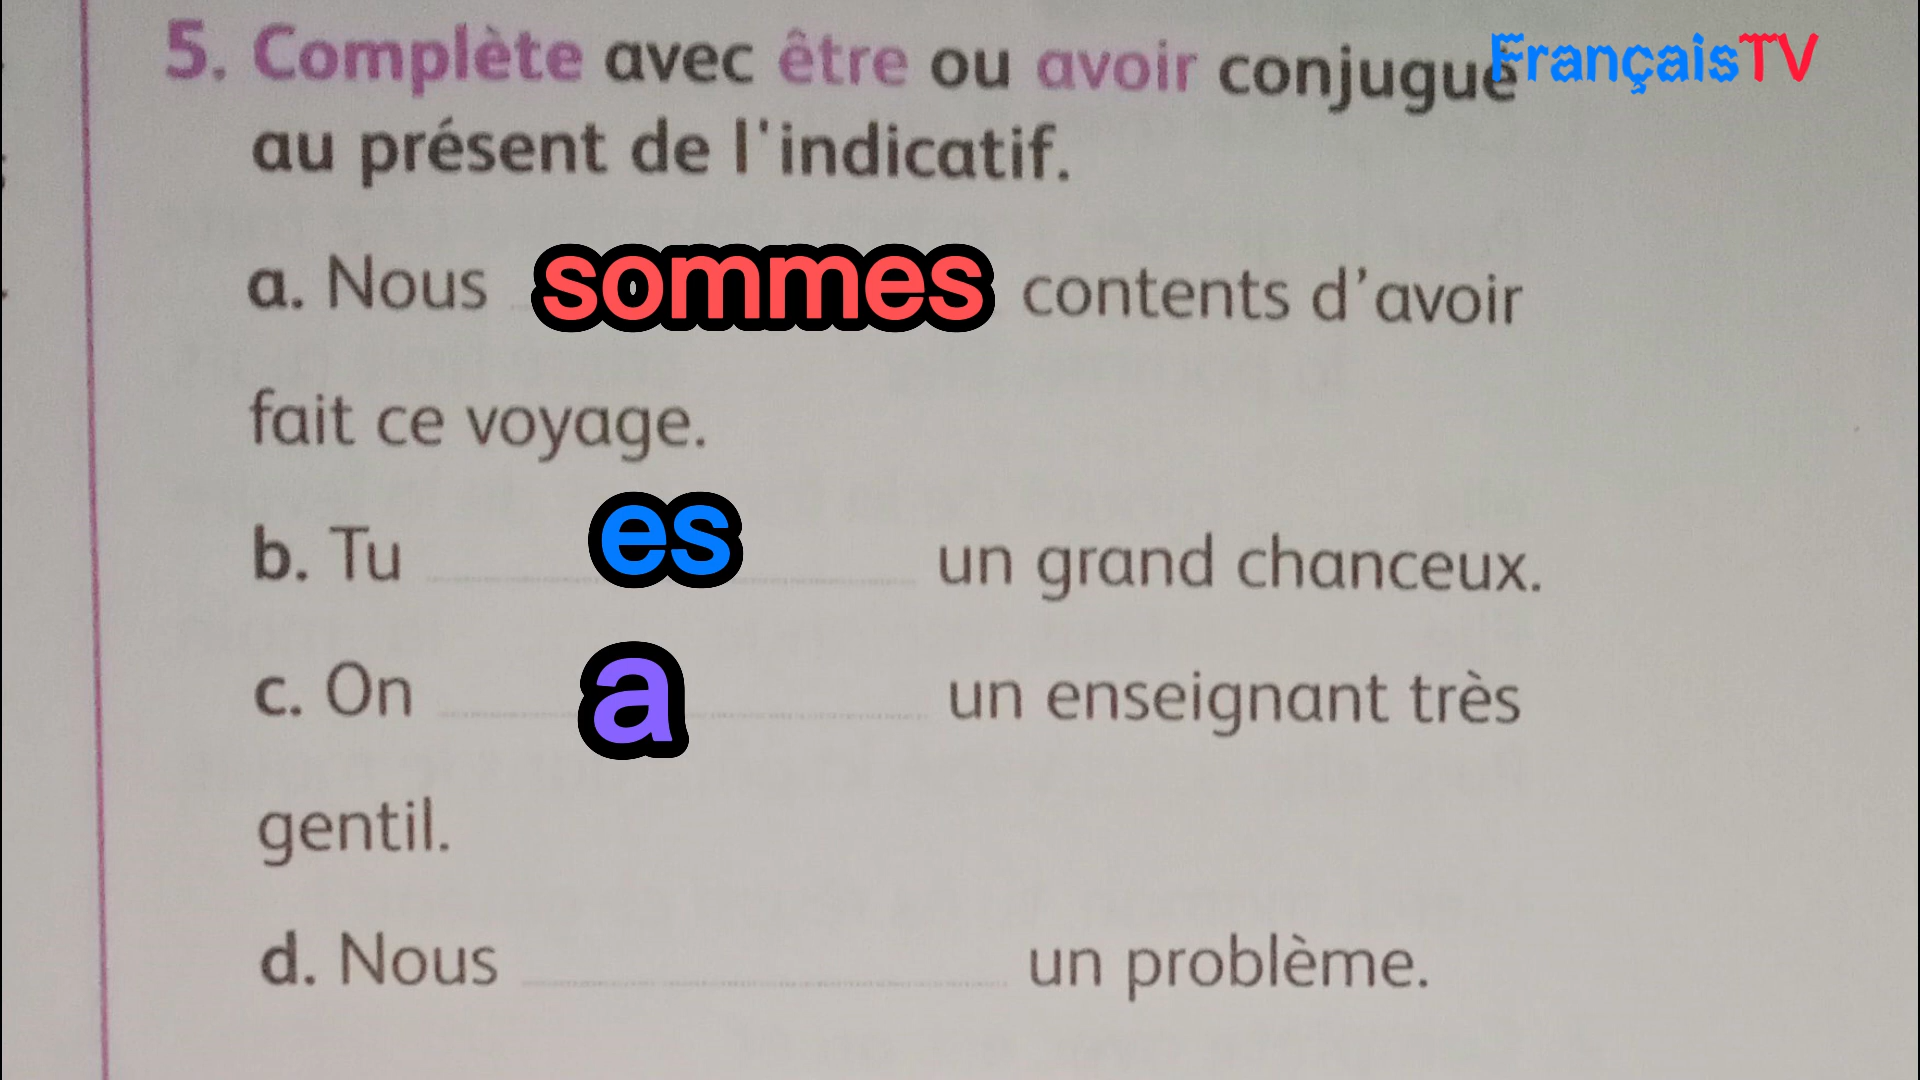 5. Complète avec être ou avoir conjugué
FrançaisTV
au présent de l'indicatif.
a. Nous sommes contents d’avoir
fait ce voyage.
b. Tu es un grand chanceux.
c. On a un enseignant très
gentil.
d. Nous un problème.